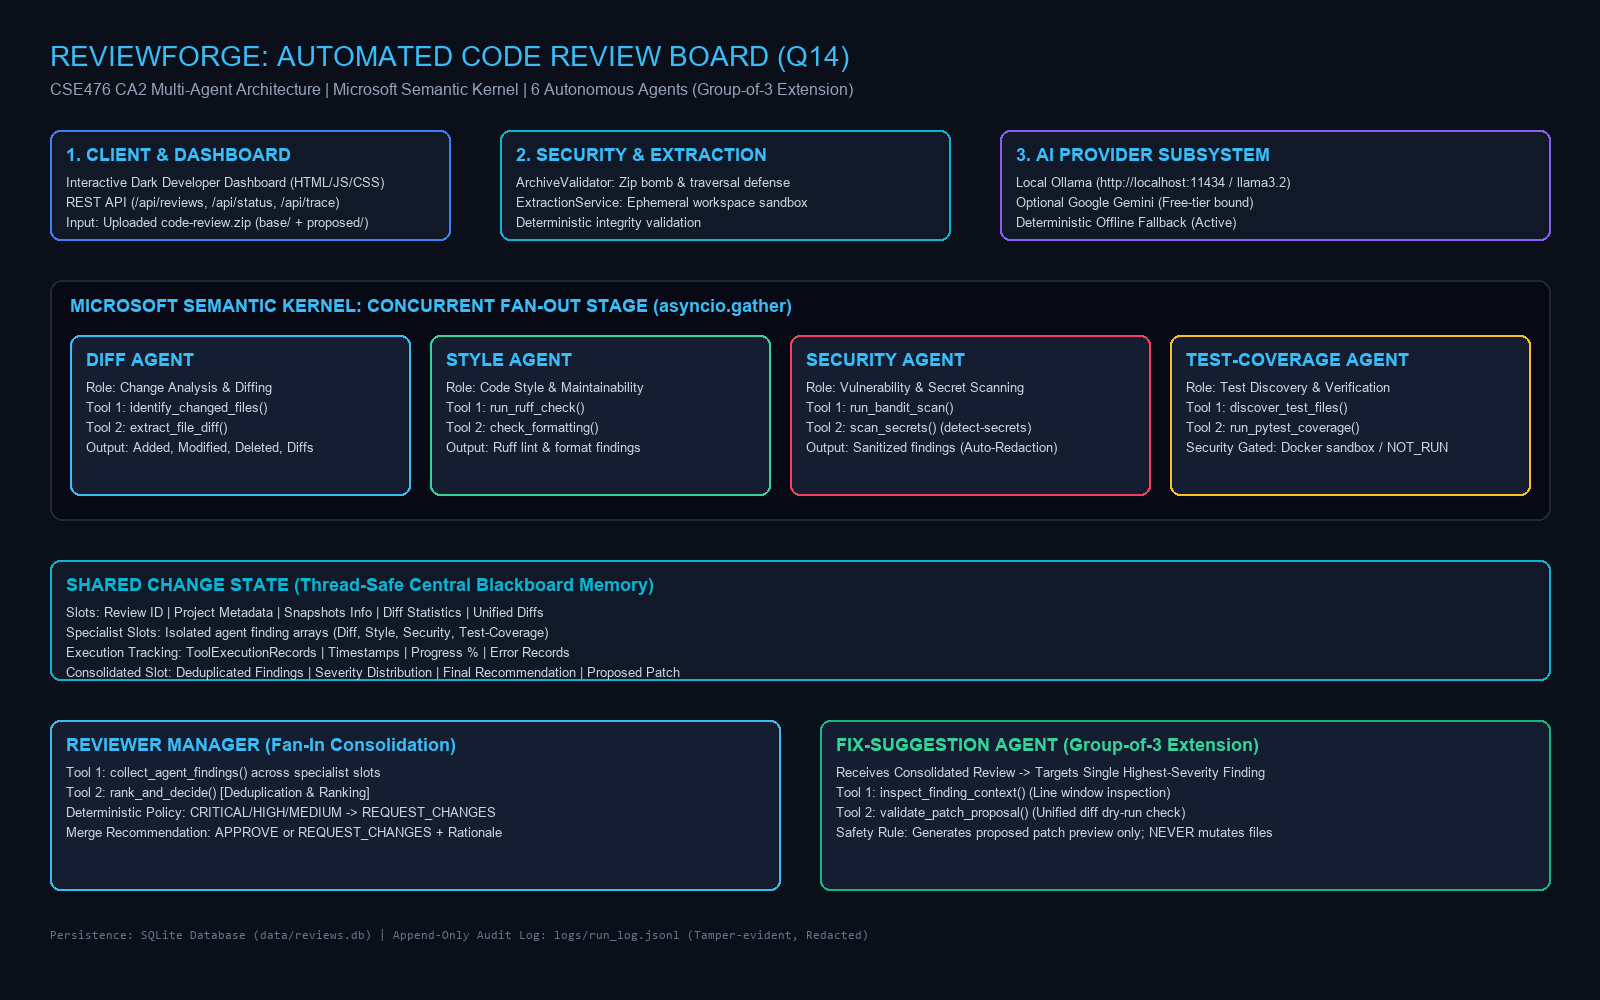 REVIEWFORGE: AUTOMATED CODE REVIEW BOARD (Q14)
CSE476 CA2 Multi-Agent Architecture | Microsoft Semantic Kernel | 6 Autonomous Agents (Group-of-3 Extension)
1. CLIENT & DASHBOARD
Interactive Dark Developer Dashboard (HTML/JS/CSS)
REST API (/api/reviews, /api/status, /api/trace)
Input: Uploaded code-review.zip (base/ + proposed/)
2. SECURITY & EXTRACTION
ArchiveValidator: Zip bomb & traversal defense
ExtractionService: Ephemeral workspace sandbox
Deterministic integrity validation
3. AI PROVIDER SUBSYSTEM
Local Ollama (http://localhost:11434 / llama3.2)
Optional Google Gemini (Free-tier bound)
Deterministic Offline Fallback (Active)
MICROSOFT SEMANTIC KERNEL: CONCURRENT FAN-OUT STAGE (asyncio.gather)
DIFF AGENT
Role: Change Analysis & Diffing
Tool 1: identify_changed_files()
Tool 2: extract_file_diff()
Output: Added, Modified, Deleted, Diffs
STYLE AGENT
Role: Code Style & Maintainability
Tool 1: run_ruff_check()
Tool 2: check_formatting()
Output: Ruff lint & format findings
SECURITY AGENT
Role: Vulnerability & Secret Scanning
Tool 1: run_bandit_scan()
Tool 2: scan_secrets() (detect-secrets)
Output: Sanitized findings (Auto-Redaction)
TEST-COVERAGE AGENT
Role: Test Discovery & Verification
Tool 1: discover_test_files()
Tool 2: run_pytest_coverage()
Security Gated: Docker sandbox / NOT_RUN
SHARED CHANGE STATE (Thread-Safe Central Blackboard Memory)
Slots: Review ID | Project Metadata | Snapshots Info | Diff Statistics | Unified Diffs
Specialist Slots: Isolated agent finding arrays (Diff, Style, Security, Test-Coverage)
Execution Tracking: ToolExecutionRecords | Timestamps | Progress % | Error Records
Consolidated Slot: Deduplicated Findings | Severity Distribution | Final Recommendation | Proposed Patch
REVIEWER MANAGER (Fan-In Consolidation)
Tool 1: collect_agent_findings() across specialist slots
Tool 2: rank_and_decide() [Deduplication & Ranking]
Deterministic Policy: CRITICAL/HIGH/MEDIUM -> REQUEST_CHANGES
Merge Recommendation: APPROVE or REQUEST_CHANGES + Rationale
FIX-SUGGESTION AGENT (Group-of-3 Extension)
Receives Consolidated Review -> Targets Single Highest-Severity Finding
Tool 1: inspect_finding_context() (Line window inspection)
Tool 2: validate_patch_proposal() (Unified diff dry-run check)
Safety Rule: Generates proposed patch preview only; NEVER mutates files
Persistence: SQLite Database (data/reviews.db) | Append-Only Audit Log: logs/run_log.jsonl (Tamper-evident, Redacted)